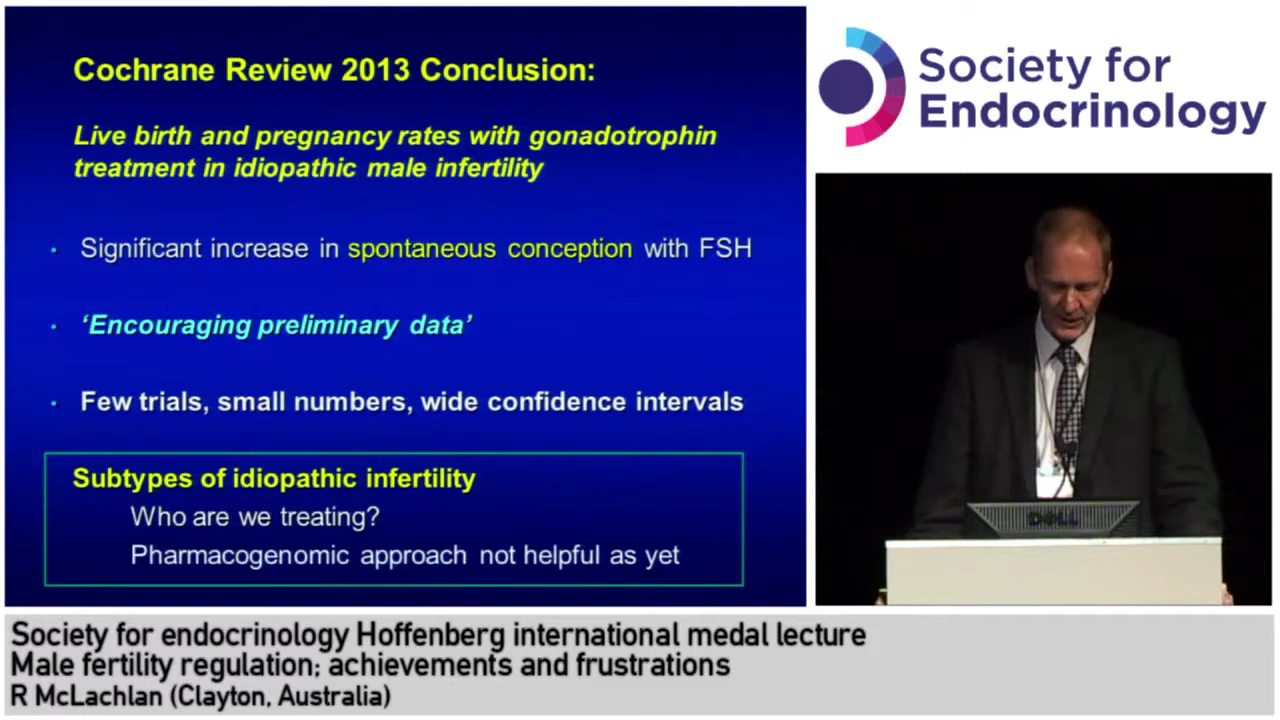 Cochrane Review 2013 Conclusion:
Live birth and pregnancy rates with gonadotrophin
treatment in idiopathic male infertility
· Significant increase in spontaneous conception with FSH
· ‘Encouraging preliminary data’
· Few trials, small numbers, wide confidence intervals
Subtypes of idiopathic infertility
Who are we treating?
Pharmacogenomic approach not helpful as yet
Society for
Endocrinology
DELL
Society for endocrinology Hoffenberg international medal lecture
Male fertility regulation; achievements and frustrations
R McLachlan (Clayton, Australia)